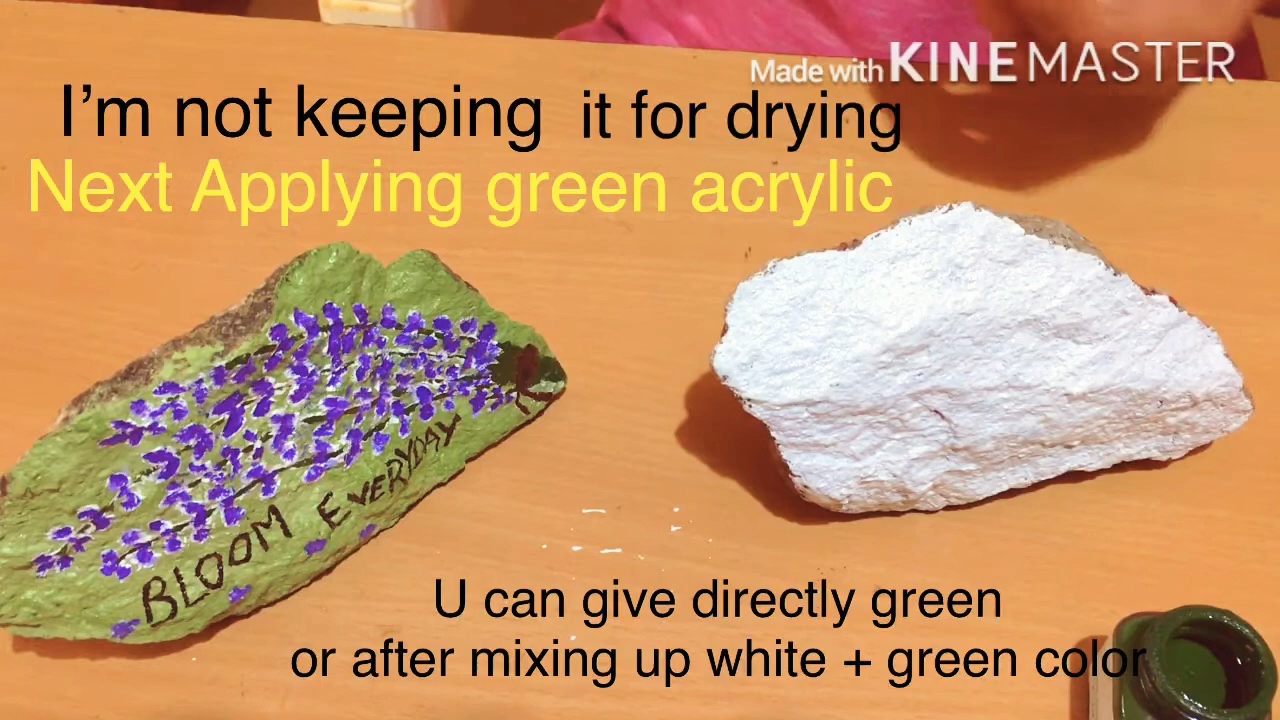 Made with KINEMASTER
I'm not keeping it for drying
Next Applying green acrylic
BLOOM EVERYDAY
U can give directly green
or after mixing up white + green color